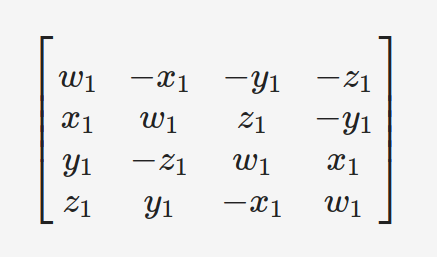 w₁ −x₁ −y₁ −z₁
x₁ w₁ z₁ −y₁
y₁ −z₁ w₁ x₁
z₁ y₁ −x₁ w₁